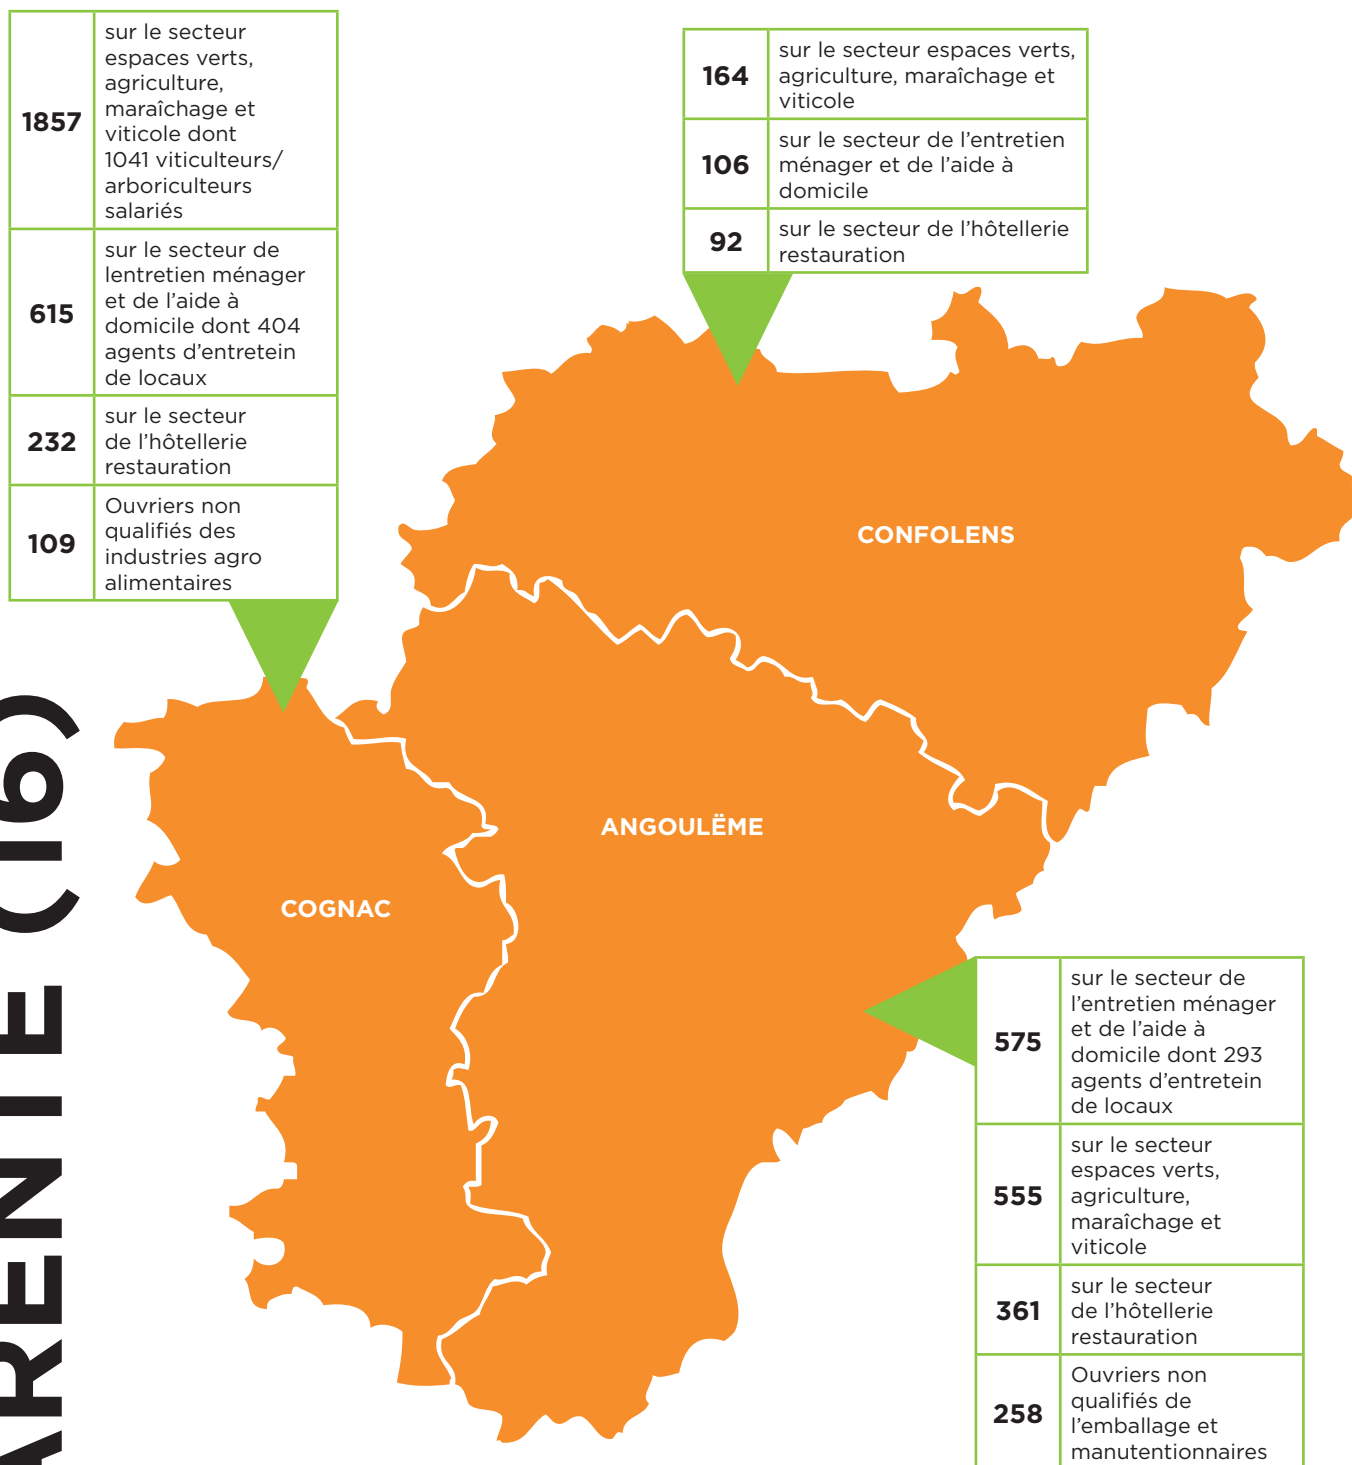 1857
sur le secteur
espaces verts,
agriculture,
maraîchage et
viticole dont
1041 viticulteurs/
arboriculteurs
salariés
615
sur le secteur de
lentretien ménager
et de l'aide à
domicile dont 404
agents d'entretein
de locaux
232
sur le secteur
de l'hôtellerie
restauration
109
Ouvriers non
qualifiés des
industries agro
alimentaires
164
sur le secteur espaces verts,
agriculture, maraîchage et
viticole
106
sur le secteur de l'entretien
ménager et de l'aide à
domicile
92
sur le secteur de l'hôtellerie
restauration
CONFOLENS
ANGOULËME
COGNAC
575
sur le secteur de
l'entretien ménager
et de l'aide à
domicile dont 293
agents d'entretein
de locaux
555
sur le secteur
espaces verts,
agriculture,
maraîchage et
viticole
361
sur le secteur
de l'hôtellerie
restauration
258
Ouvriers non
qualifiés de
l'emballage et
manutentionnaires
ARENTE (16)